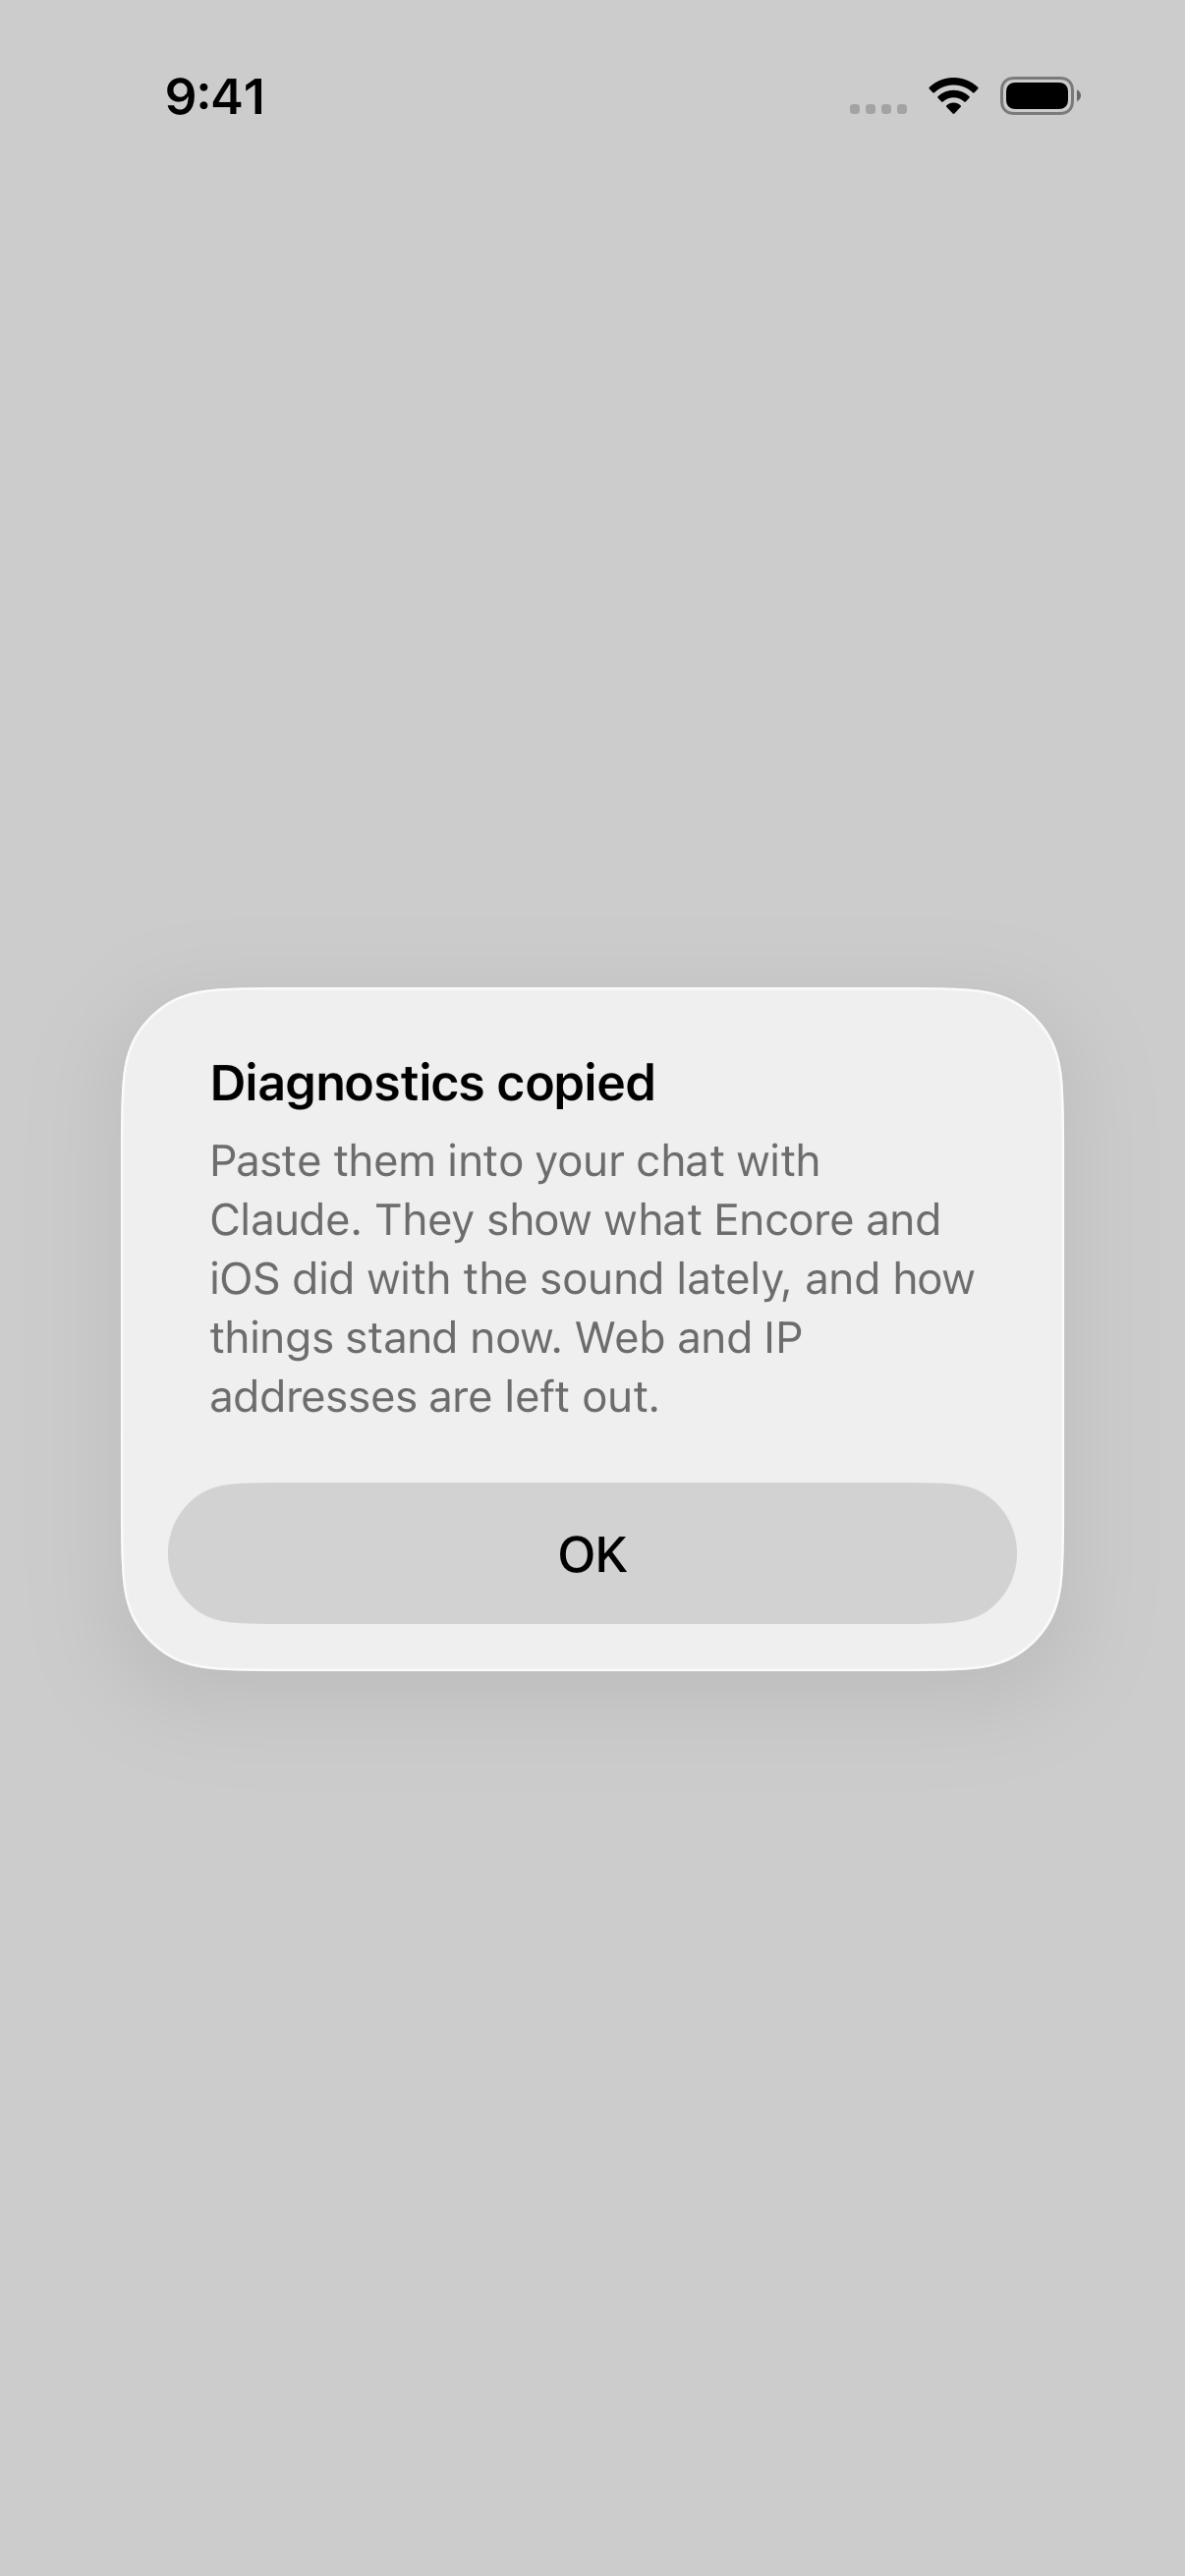 9:41
Diagnostics copied
Paste them into your chat with
Claude. They show what Encore and
iOS did with the sound lately, and how
things stand now. Web and IP
addresses are left out.
OK